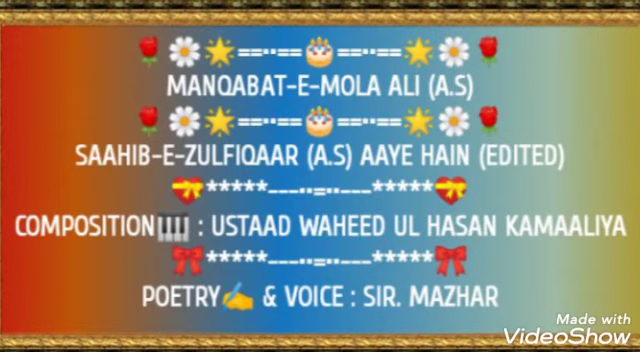 🌹🌼🌟==··==🎂==··==🌟🌼🌹
MANQABAT-E-MOLA ALI (A.S)
🌹🌼🌟==··==🎂==··==🌟🌼🌹
SAAHIB-E-ZULFIQAAR (A.S) AAYE HAIN (EDITED)
💝*****---··=··---*****💝
COMPOSITION🎹 : USTAAD WAHEED UL HASAN KAMAALIYA
🎀*****---··=··---*****🎀
POETRY✍ & VOICE : SIR. MAZHAR
Made with
VideoShow